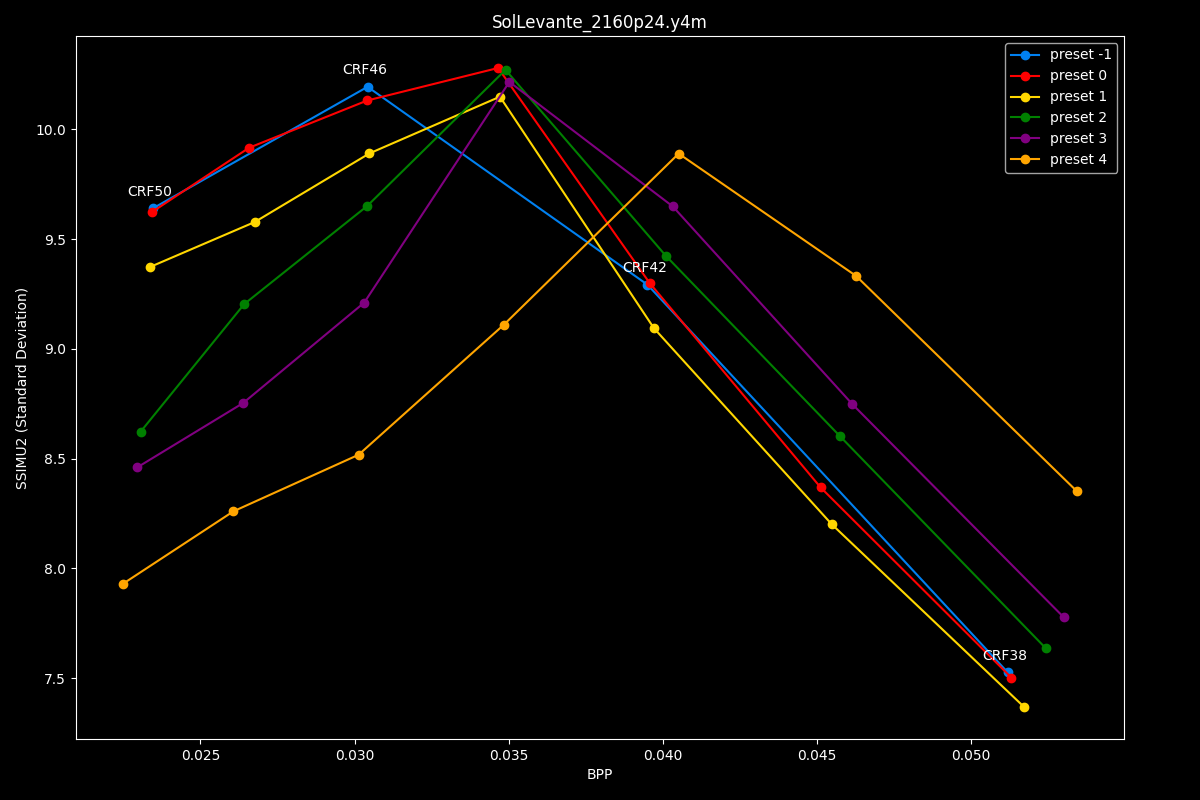 SolLevante_2160p24.y4m
preset -1
preset 0
preset 1
preset 2
preset 3
preset 4
CRF46
CRF50
CRF42
CRF38
10.0
9.5
9.0
8.5
8.0
7.5
SSIMU2 (Standard Deviation)
0.025 0.030 0.035 0.040 0.045 0.050
BPP